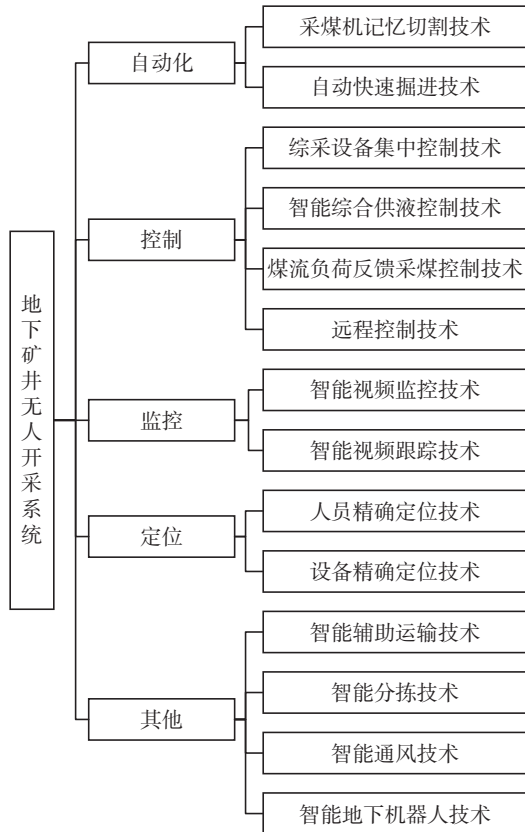 地下矿井无人开采系统
自动化
采煤机记忆切割技术
自动快速掘进技术
控制
综采设备集中控制技术
智能综合供液控制技术
煤流负荷反馈采煤控制技术
远程控制技术
监控
智能视频监控技术
智能视频跟踪技术
定位
人员精确定位技术
设备精确定位技术
其他
智能辅助运输技术
智能分拣技术
智能通风技术
智能地下机器人技术